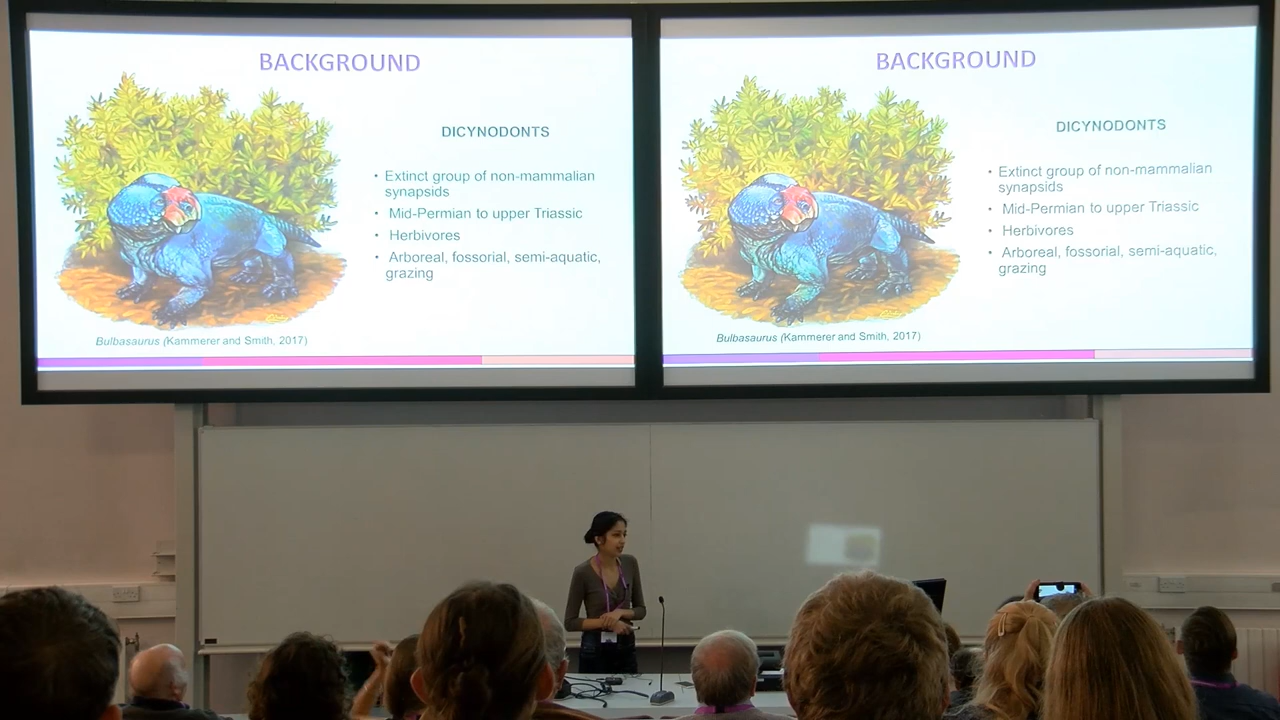 BACKGROUND
DICYNODONTS
• Extinct group of non-mammalian
synapsids
• Mid-Permian to upper Triassic
• Herbivores
• Arboreal, fossorial, semi-aquatic,
grazing
Bulbasaurus (Kammerer and Smith, 2017)
BACKGROUND
DICYNODONTS
• Extinct group of non-mammalian
synapsids
• Mid-Permian to upper Triassic
• Herbivores
• Arboreal, fossorial, semi-aquatic,
grazing
Bulbasaurus (Kammerer and Smith, 2017)